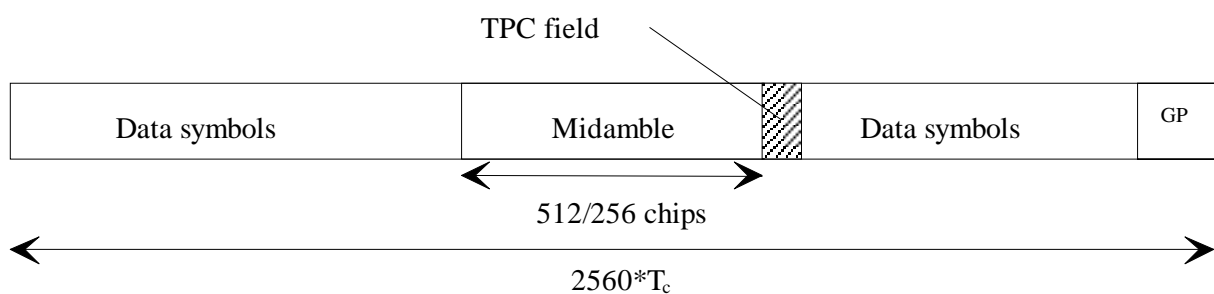 TPC field
Data symbols
Midamble
Data symbols
GP
512/256 chips
2560*Tc